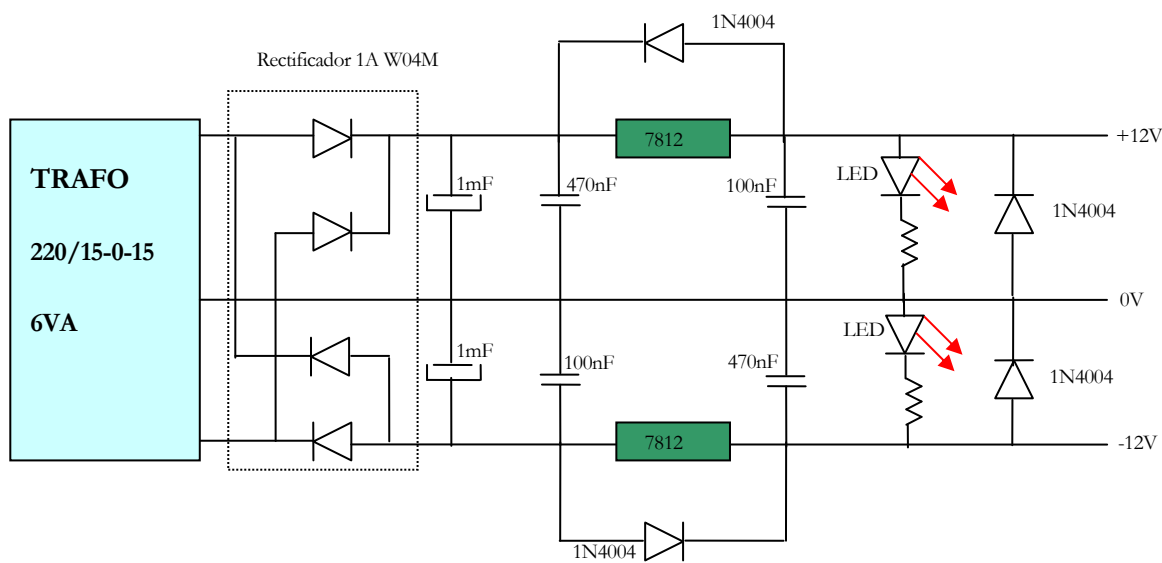 1N4004
Rectificador 1A W04M
TRAFO
220/15-0-15
6VA
7812
+12V
LED
1mF
470nF
100nF
1N4004
0V
LED
1mF
100nF
470nF
1N4004
7812
-12V
1N4004